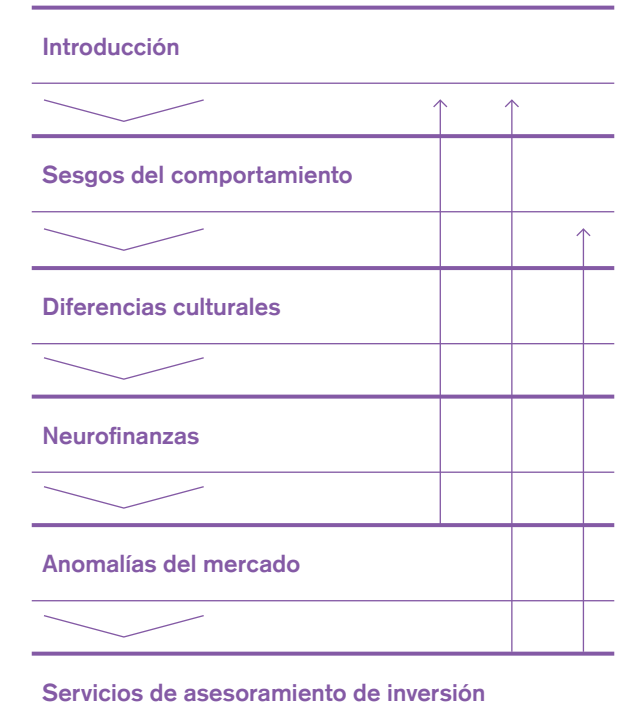 Introducción
Sesgos del comportamiento
Diferencias culturales
Neurofinanzas
Anomalías del mercado
Servicios de asesoramiento de inversión